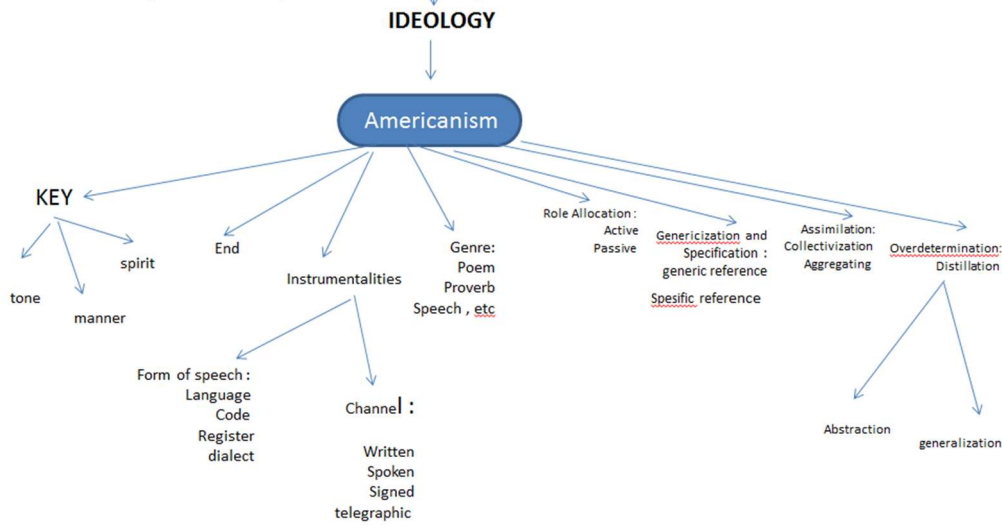 IDEOLOGY
Americanism
KEY
tone
manner
spirit
End
Instrumentalities
Form of speech :
Language
Code
Register
dialect
Channel :
Written
Spoken
Signed
telegraphic
Genre:
Poem
Proverb
Speech , etc
Role Allocation :
Active
Passive
Genericization and
Specification :
generic reference
Spesific reference
Assimilation:
Collectivization
Aggregating
Overdetermination:
Distillation
Abstraction
generalization